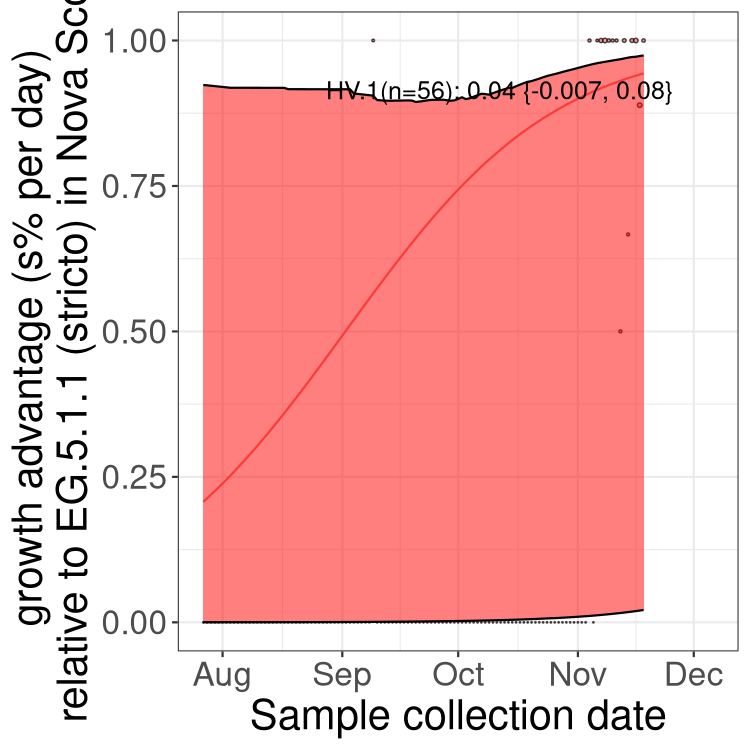 growth advantage (s% per day)
relative to EG.5.1.1 (stricto) in Nova Sco
1.00
0.75
0.50
0.25
0.00
HV.1(n=56): 0.04 {-0.007, 0.08}
Aug Sep Oct Nov Dec
Sample collection date